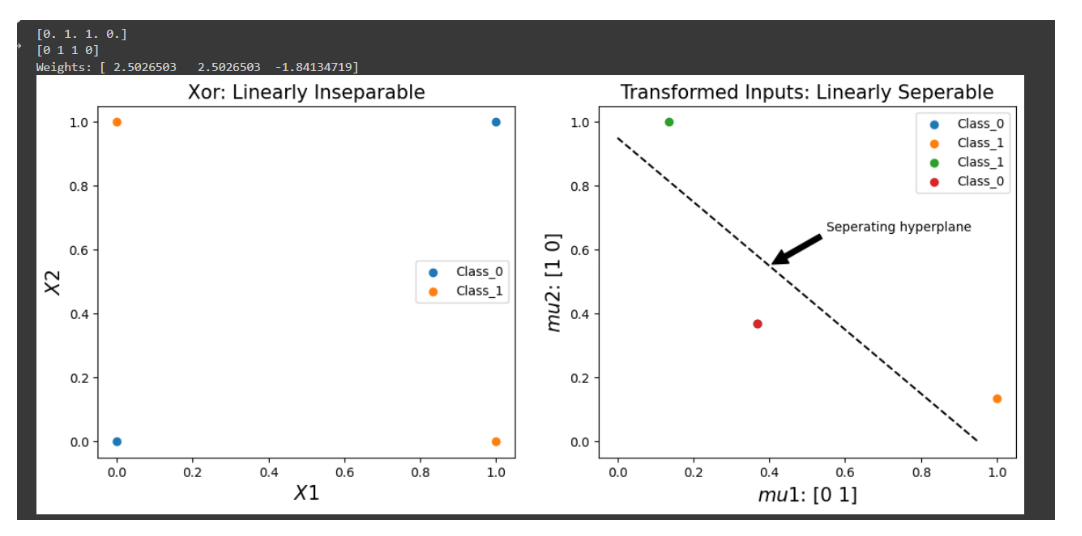 [0. 1. 1. 0.]
[0 1 1 0]
Weights: [ 2.5026503 2.5026503 -1.84134719]
Xor: Linearly Inseparable
1.0
0.8
0.6
0.4
0.2
0.0
X2
Class_0
Class_1
0.0 0.2 0.4 0.6 0.8 1.0
X1
Transformed Inputs: Linearly Seperable
1.0
0.8
0.6
0.4
0.2
0.0
mu2: [1 0]
Class_0
Class_1
Class_1
Class_0
Seperating hyperplane
0.0 0.2 0.4 0.6 0.8 1.0
mu1: [0 1]